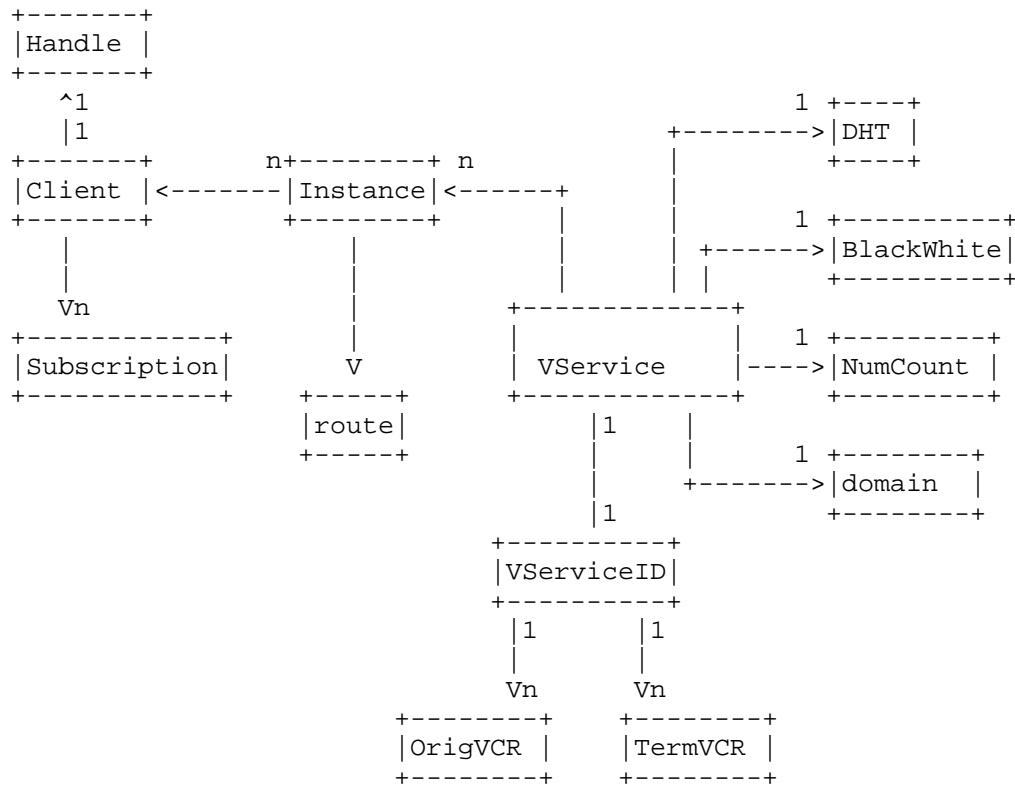 +-------+
|Handle |
+-------+
    ^1                                              1 +----+
    |1                                      +-------->|DHT |
+-------+       n+--------+ n               |         +----+
|Client |<-------|Instance|<------+         |
+-------+        +--------+       |         |       1 +----------+
    |                |            |         | +------>|BlackWhite|
    |                |            |         | |       +----------+
    Vn               |         +-------------+
+------------+       |         |             |      1 +---------+
|Subscription|       V         | VService    |----->|NumCount |
+------------+    +-----+      +-------------+        +---------+
                  |route|           |1     |
                  +-----+           |      |      1 +--------+
                                    |      +------->|domain  |
                                    |1              +--------+
                              +----------+
                              |VServiceID|
                              +----------+
                               |1      |1
                               |       |
                               Vn      Vn
                        +--------+    +--------+
                        |OrigVCR |    |TermVCR |
                        +--------+    +--------+